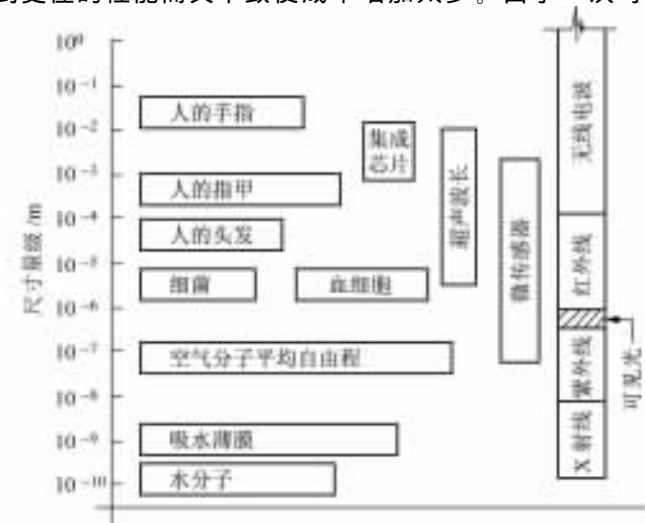 10⁰
10⁻¹
10⁻²
10⁻³
10⁻⁴
10⁻⁵
10⁻⁶
10⁻⁷
10⁻⁸
10⁻⁹
10⁻¹⁰
尺寸量级/m
人的手指
集成
芯片
人的指甲
人的头发
细菌
血细胞
空气分子平均自由程
吸水薄膜
水分子
超声波长
微传感器
无线电波
红外线
紫外线
X射线
可见光